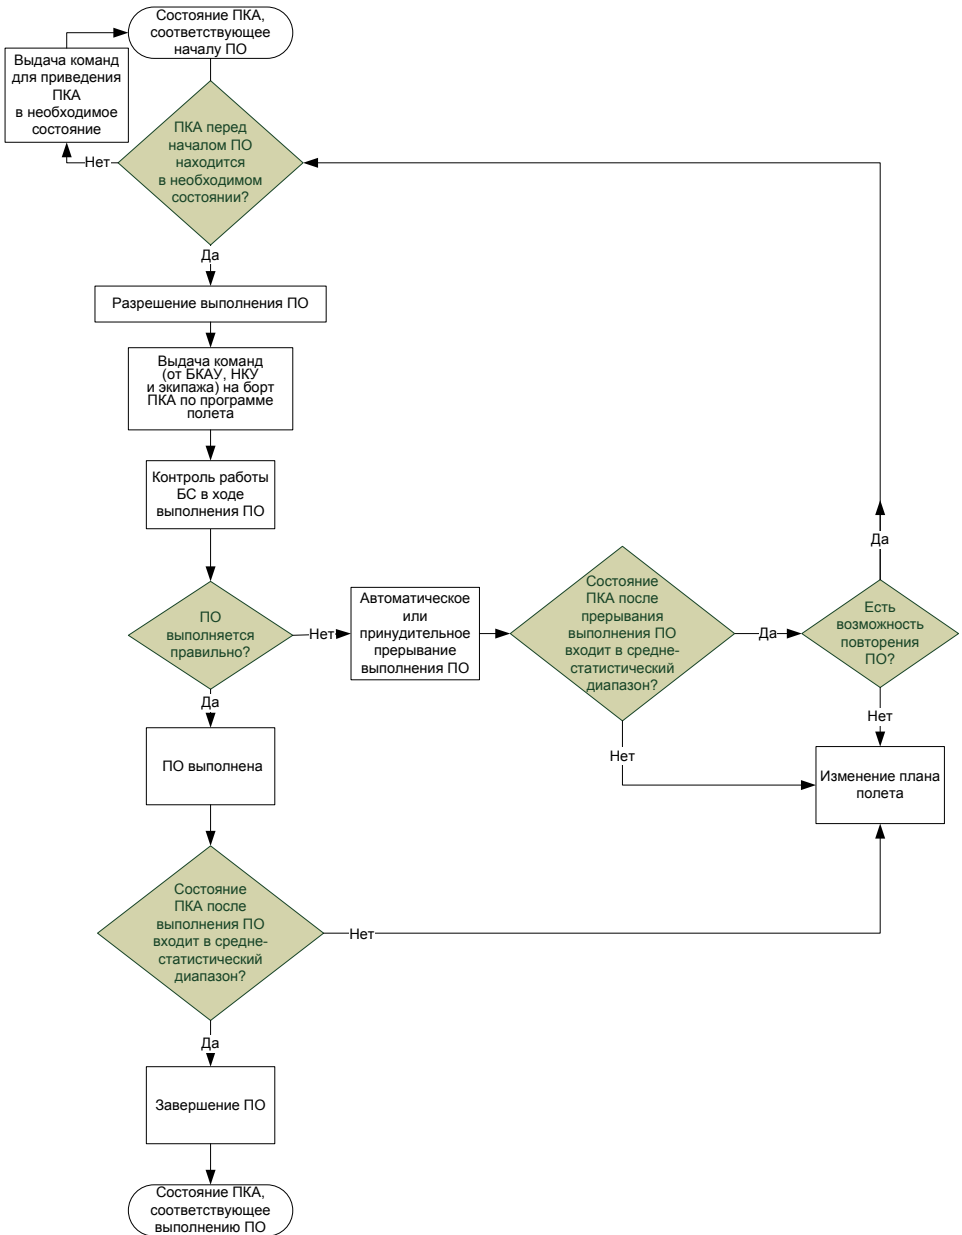 Состояние ПКА,
соответствующее
началу ПО
Выдача команд
для приведения
ПКА
в необходимое
состояние
ПКА перед
началом ПО
находится
в необходимом
состоянии?
Нет
Да
Разрешение выполнения ПО
Выдача команд
(от БКАУ, НКУ
и экипажа) на борт
ПКА по программе
полета
Контроль работы
БС в ходе
выполнения ПО
ПО
выполняется
правильно?
Нет
Автоматическое
или
принудительное
прерывание
выполнения ПО
Состояние
ПКА после
прерывания
выполнения ПО
входит в средне-
статистический
диапазон?
Да
Есть
возможность
повторения
ПО?
Да
Нет
Нет
Изменение плана
полета
Да
ПО выполнена
Состояние
ПКА после
выполнения ПО
входит в средне-
статистический
диапазон?
Нет
Да
Завершение ПО
Состояние ПКА,
соответствующее
выполнению ПО